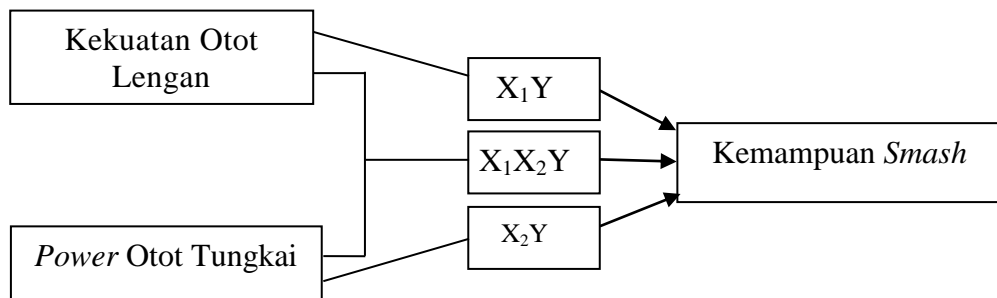 Kekuatan Otot
Lengan
X₁Y
X₁X₂Y
Kemampuan Smash
X₂Y
Power Otot Tungkai